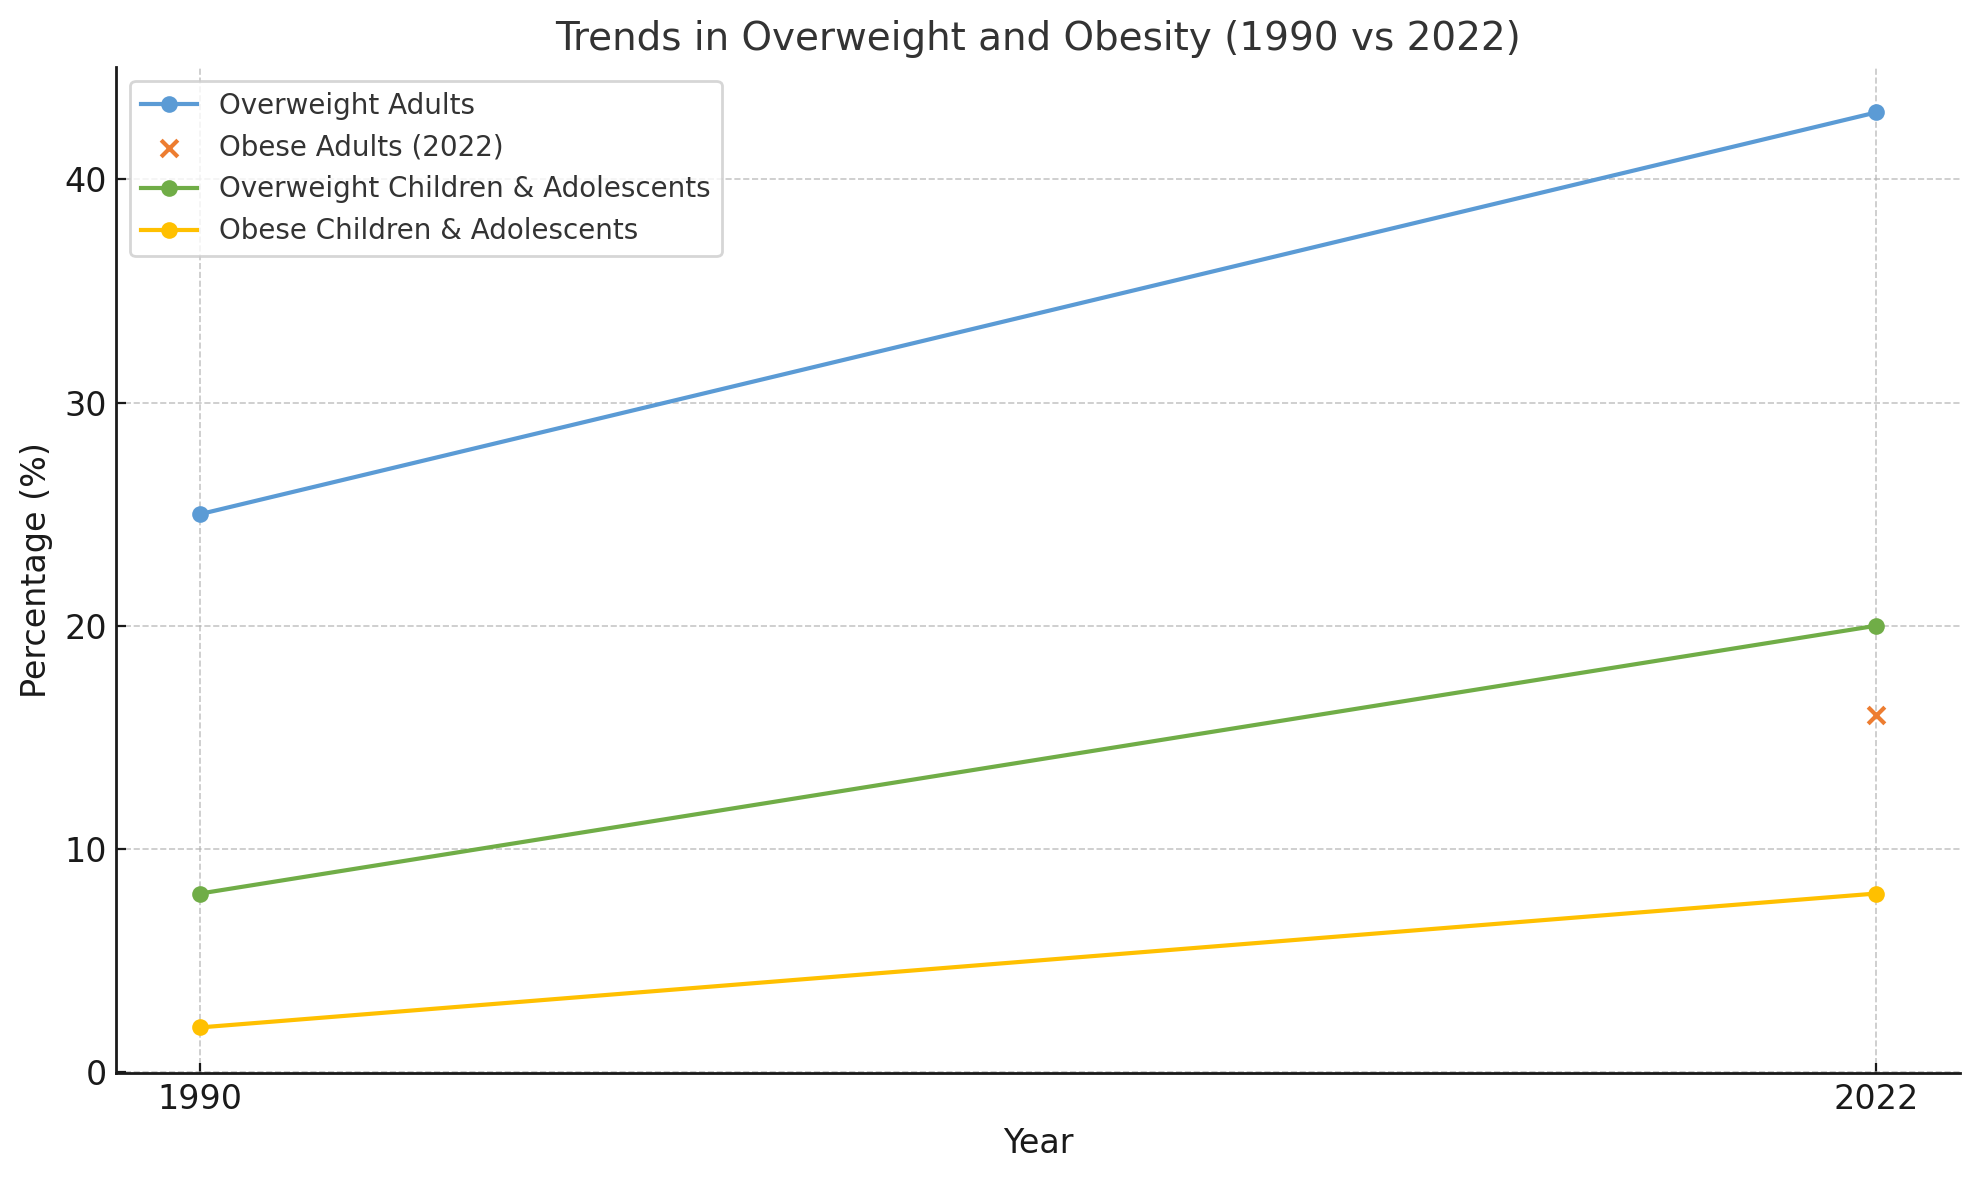 Trends in Overweight and Obesity (1990 vs 2022)
Overweight Adults
Obese Adults (2022)
Overweight Children & Adolescents
Obese Children & Adolescents
40
30
20
10
0
Percentage (%)
1990
2022
Year